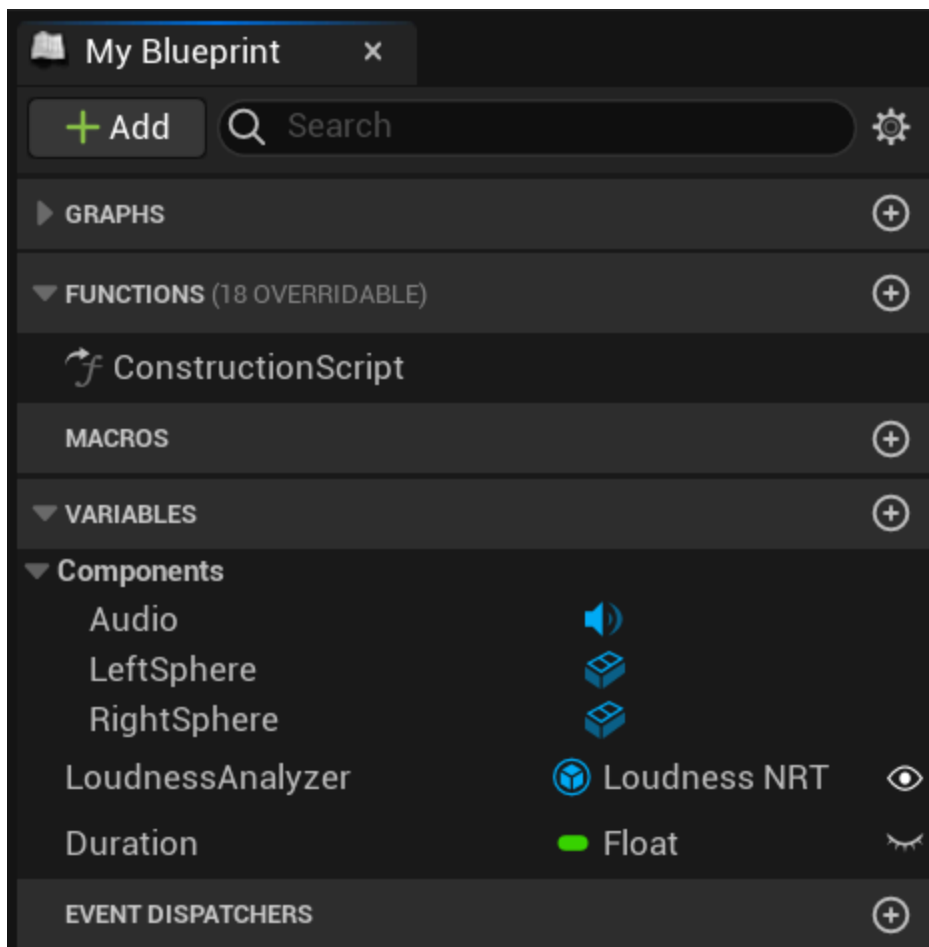 My Blueprint
Add
Search
GRAPHS
FUNCTIONS (18 OVERRIDABLE)
ConstructionScript
MACROS
VARIABLES
Components
Audio
LeftSphere
RightSphere
LoudnessAnalyzer Loudness NRT
Duration Float
EVENT DISPATCHERS